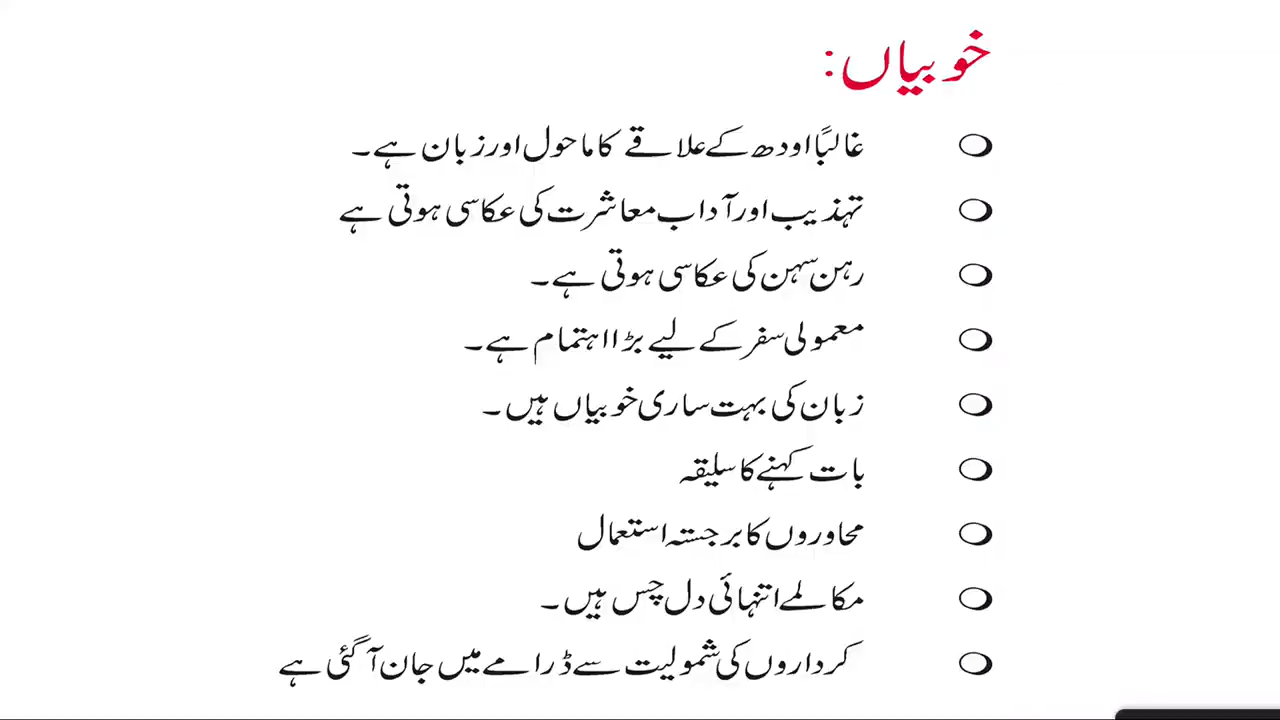 خوبیاں:
غالباً اودھ کے علاقے کا ماحول اور زبان ہے۔
تہذیب اور آداب معاشرت کی عکاسی ہوتی ہے
رہن سہن کی عکاسی ہوتی ہے۔
معمولی سفر کے لیے بڑا اہتمام ہے۔
زبان کی بہت ساری خوبیاں ہیں۔
بات کہنے کا سلیقہ
محاوروں کا برجستہ استعمال
مکالمے انتہائی دل چس ہیں۔
کرداروں کی شمولیت سے ڈرامے میں جان آ گئی ہے